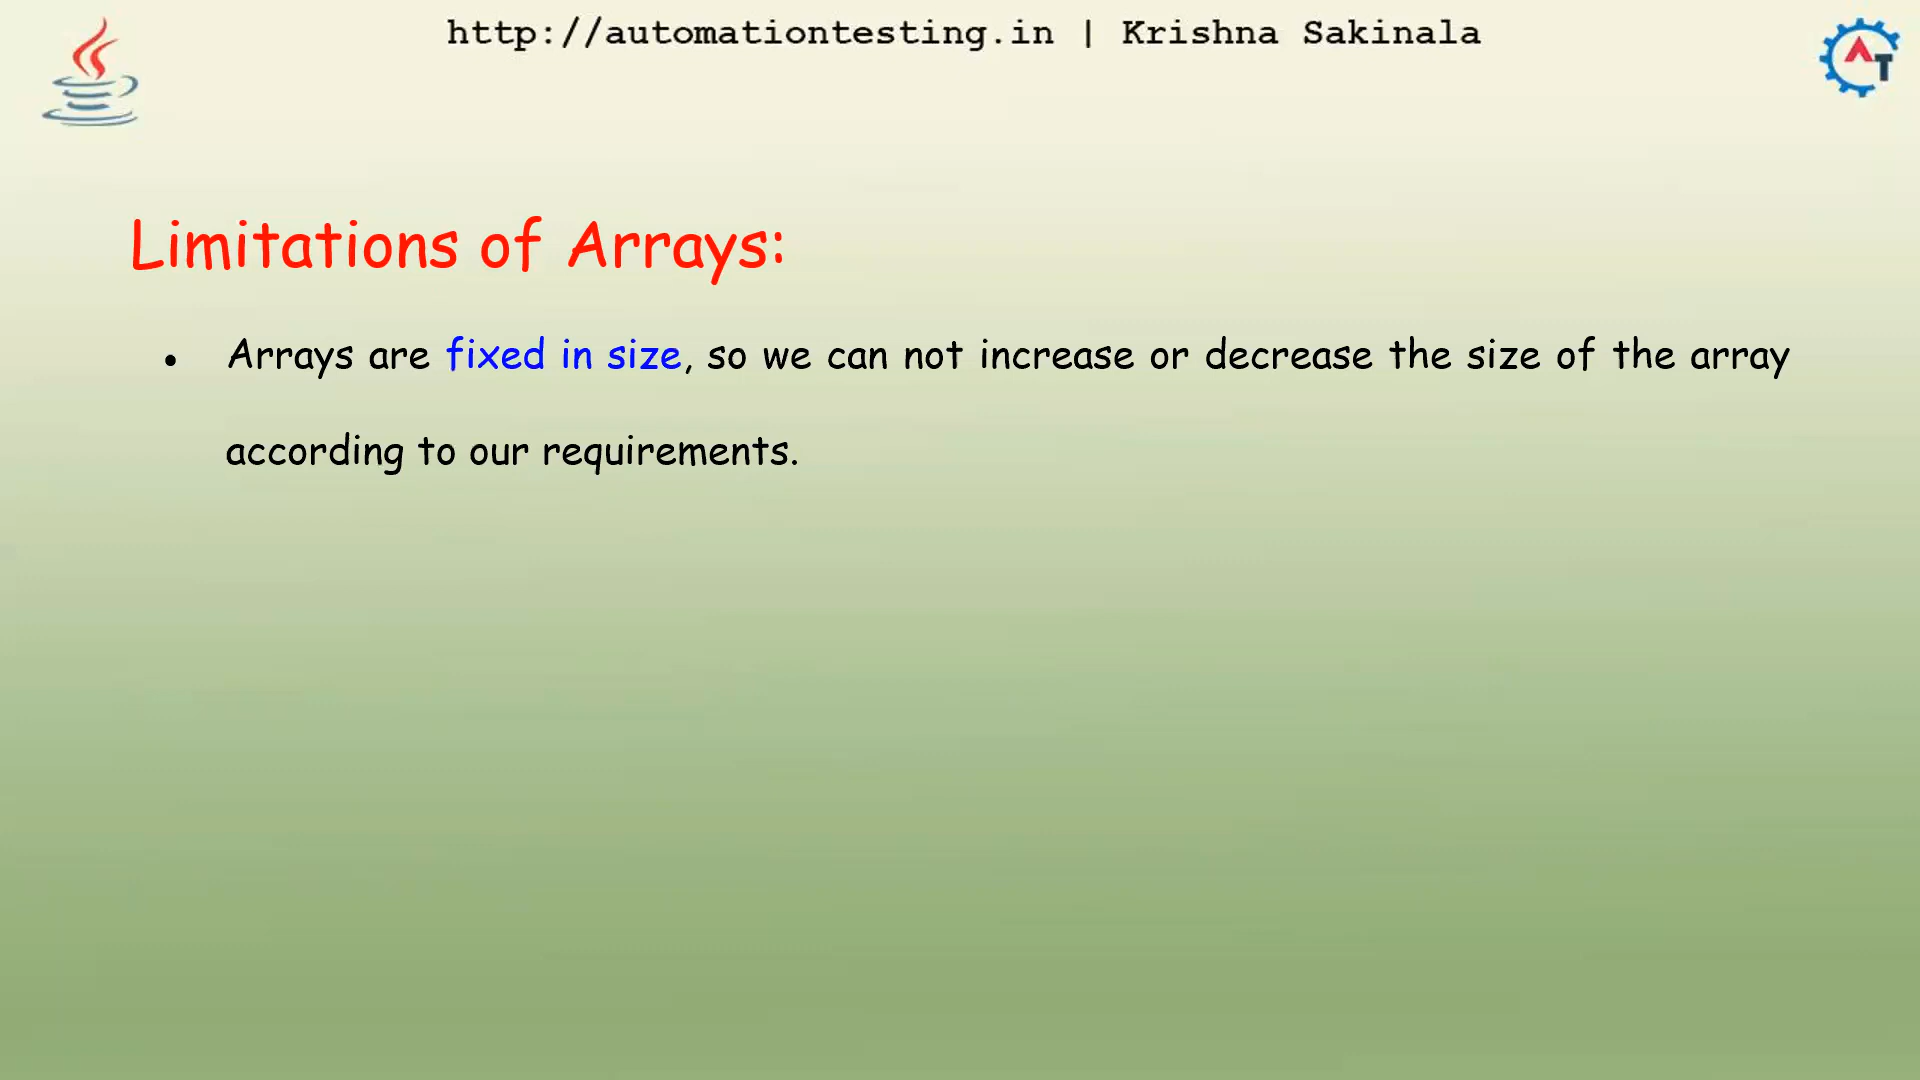 http://automationtesting.in | Krishna Sakinala
AT
Limitations of Arrays:
● Arrays are fixed in size, so we can not increase or decrease the size of the array
according to our requirements.